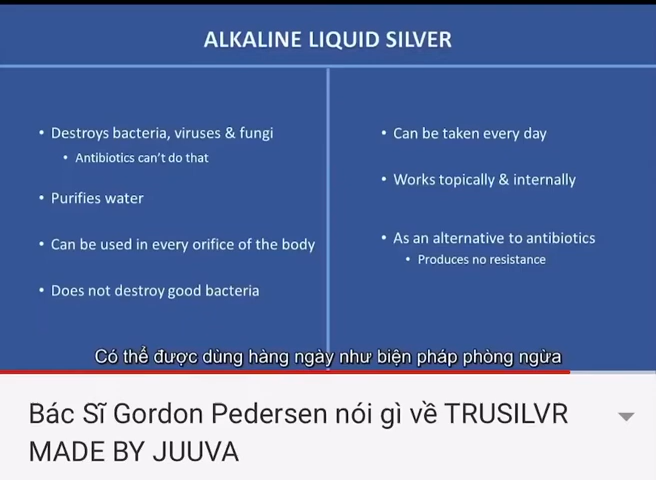 ALKALINE LIQUID SILVER
• Destroys bacteria, viruses & fungi
• Antibiotics can't do that
• Purifies water
• Can be used in every orifice of the body
• Does not destroy good bacteria
• Can be taken every day
• Works topically & internally
• As an alternative to antibiotics
• Produces no resistance
Có thể được dùng hàng ngày như biện pháp phòng ngừa
Bác Sĩ Gordon Pedersen nói gì về TRUSILVR
MADE BY JUUVA